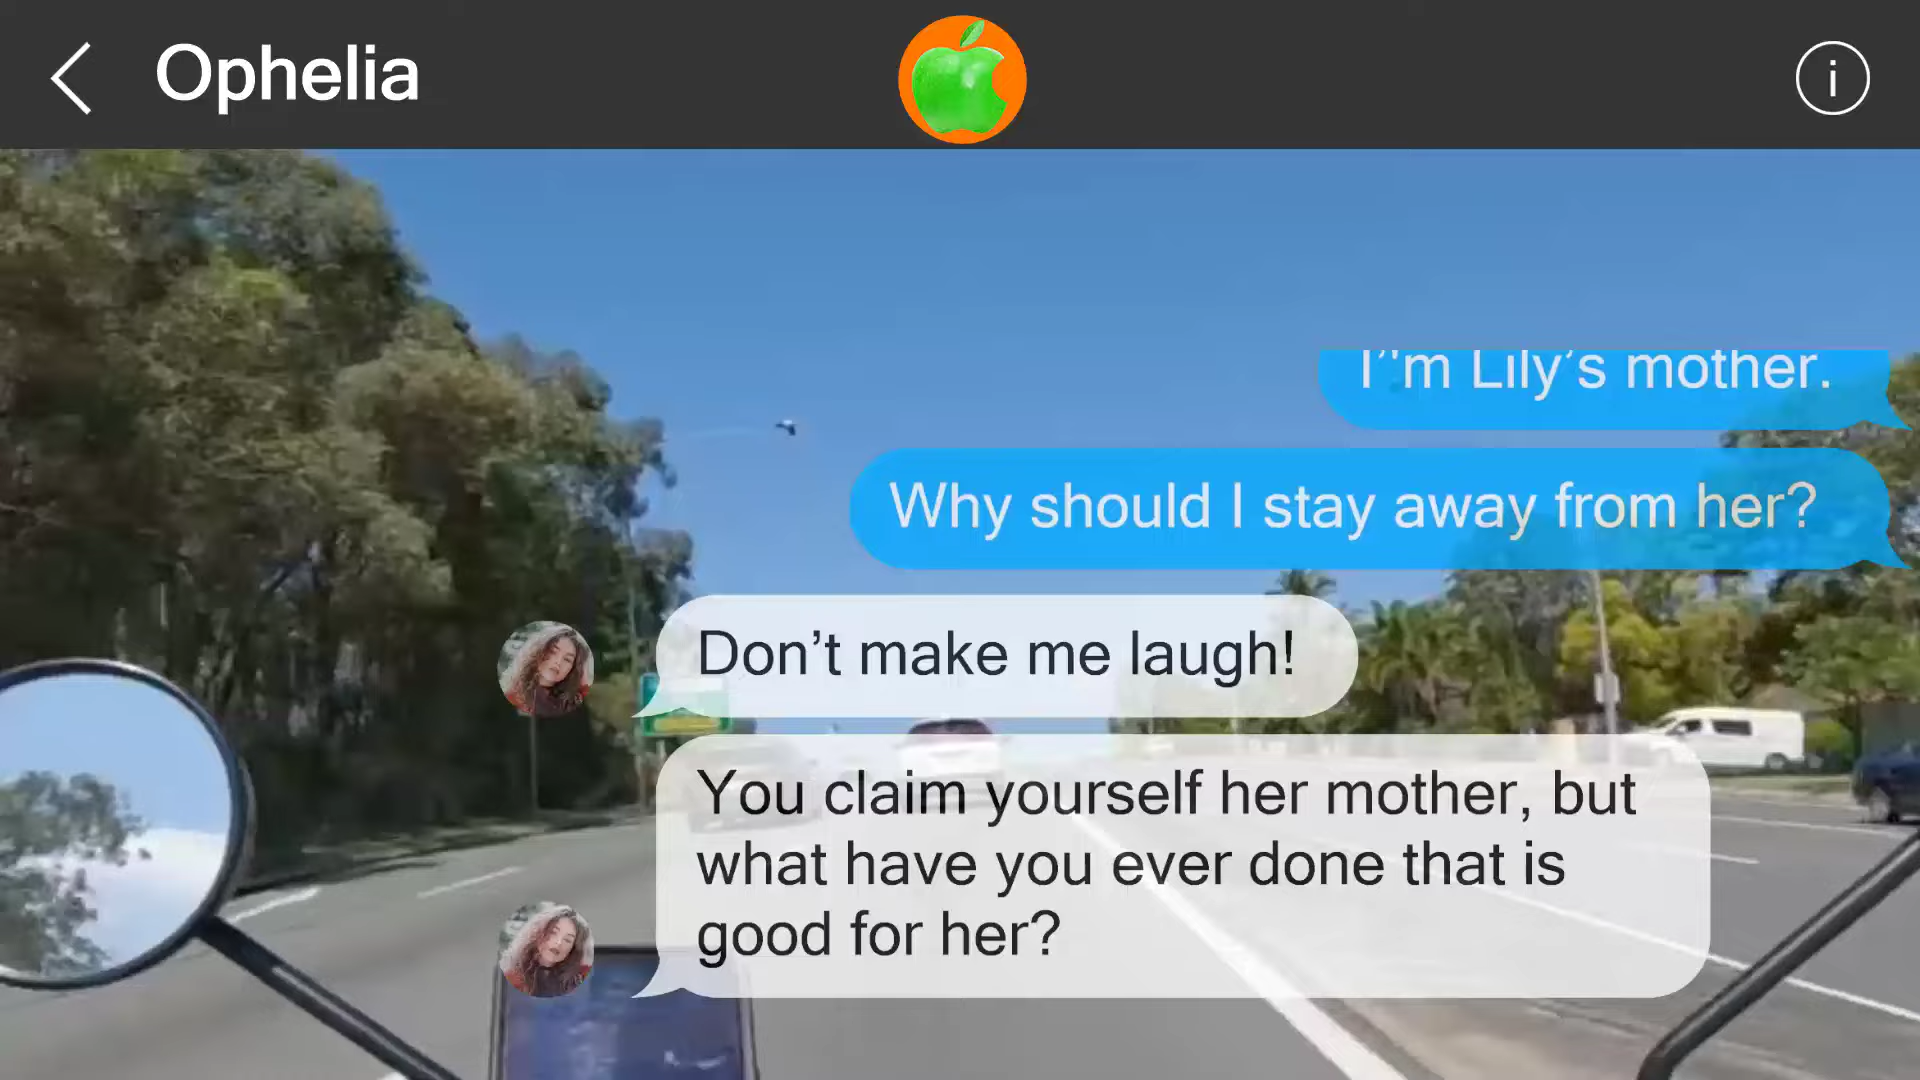 Ophelia
i
I''m Lily’s mother.
Why should I stay away from her?
Don’t make me laugh!
You claim yourself her mother, but
what have you ever done that is
good for her?